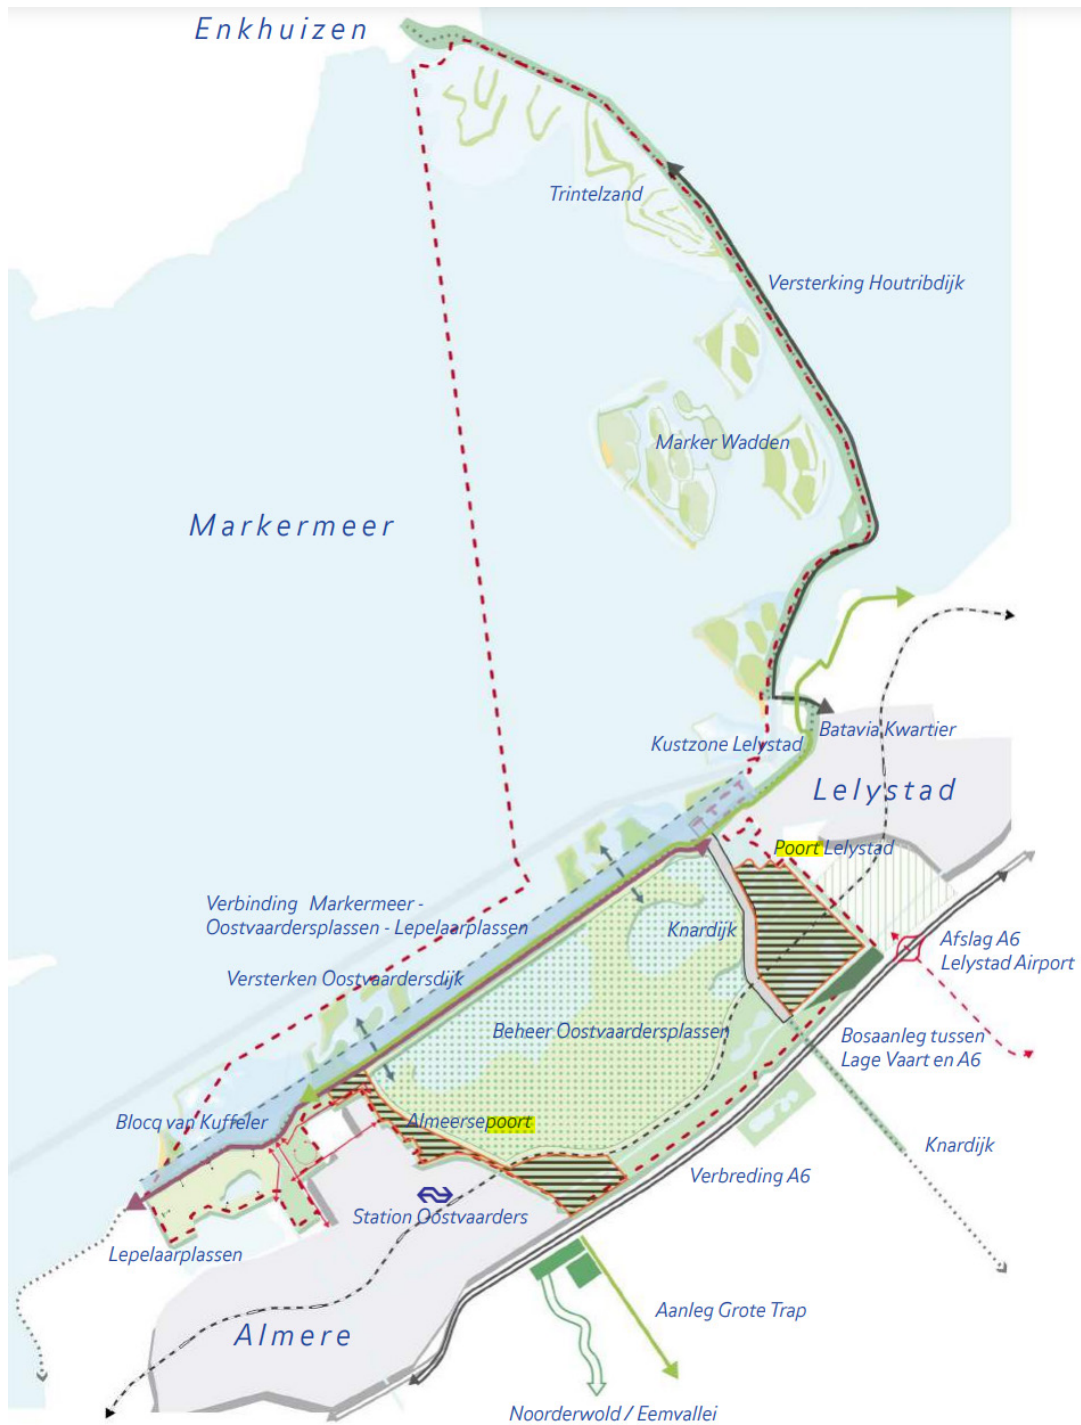 Enkhuizen
Trintelzand
Versterking Houtribdijk
Marker Wadden
Markermeer
Batavia Kwartier
Kustzone Lelystad
Lelystad
Poort Lelystad
Verbinding Markermeer -
Oostvaardersplassen - Lepelaarplassen
Knardijk
Afslag A6
Lelystad Airport
Versterken Oostvaardersdijk
Beheer Oostvaardersplassen
Bosaanleg tussen
Lage Vaart en A6
Blocq van Kuffeler
Almeersepoort
Knardijk
Verbreding A6
Station Oostvaarders
Lepelaarplassen
Aanleg Grote Trap
Almere
Noorderwold / Eemvallei